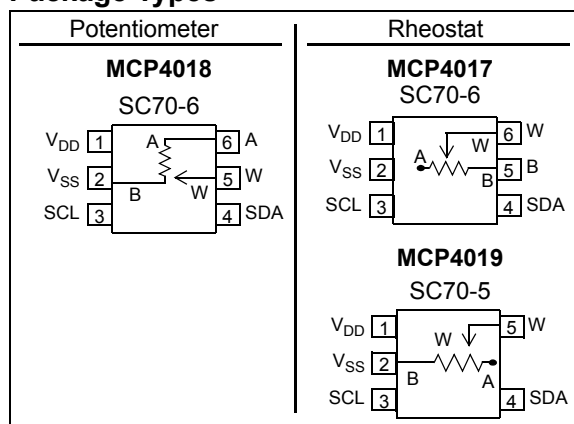 Potentiometer
MCP4018
SC70-6
VDD 1
VSS 2
SCL 3
A
B
W
6 A
5 W
4 SDA
Rheostat
MCP4017
SC70-6
VDD 1
VSS 2
SCL 3
A
W
B
6 W
5 B
4 SDA
MCP4019
SC70-5
VDD 1
VSS 2
SCL 3
W
B
A
5 W
4 SDA